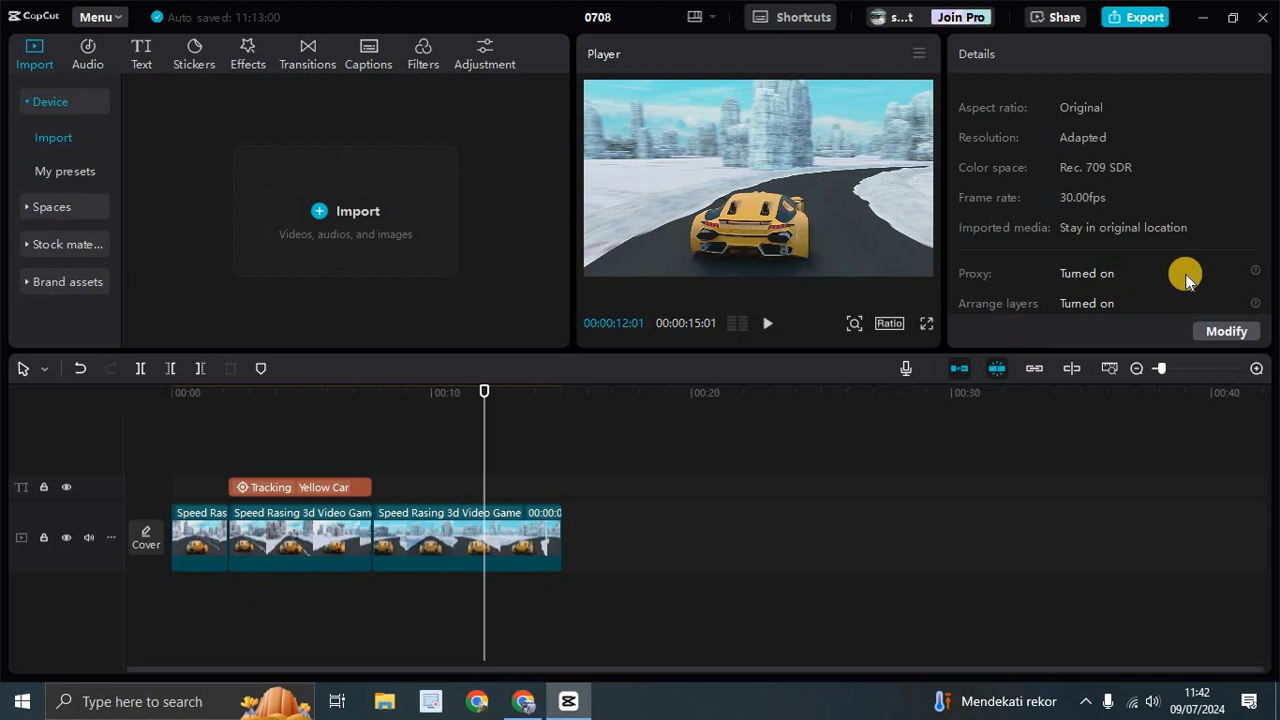 CapCut Menu Auto saved: 11:13:00 0708 Shortcuts s...t Join Pro Share Export
Import Audio Text Stickers Effects Transitions Captions Filters Adjustment
Device
Import
My presets
Spaces
Stock mate...
Brand assets
Import
Videos, audios, and images
Player
00:00:12:01 00:00:15:01 Ratio
Details
Aspect ratio: Original
Resolution: Adapted
Color space: Rec. 709 SDR
Frame rate: 30.00fps
Imported media: Stay in original location
Proxy: Turned on
Arrange layers Turned on
Modify
00:00 00:10 00:20 00:30 00:40
TI Tracking Yellow Car
Cover
Speed Ras Speed Rasing 3d Video Gam Speed Rasing 3d Video Game 00:00:0
Type here to search Mendekati rekor 11:42
09/07/2024